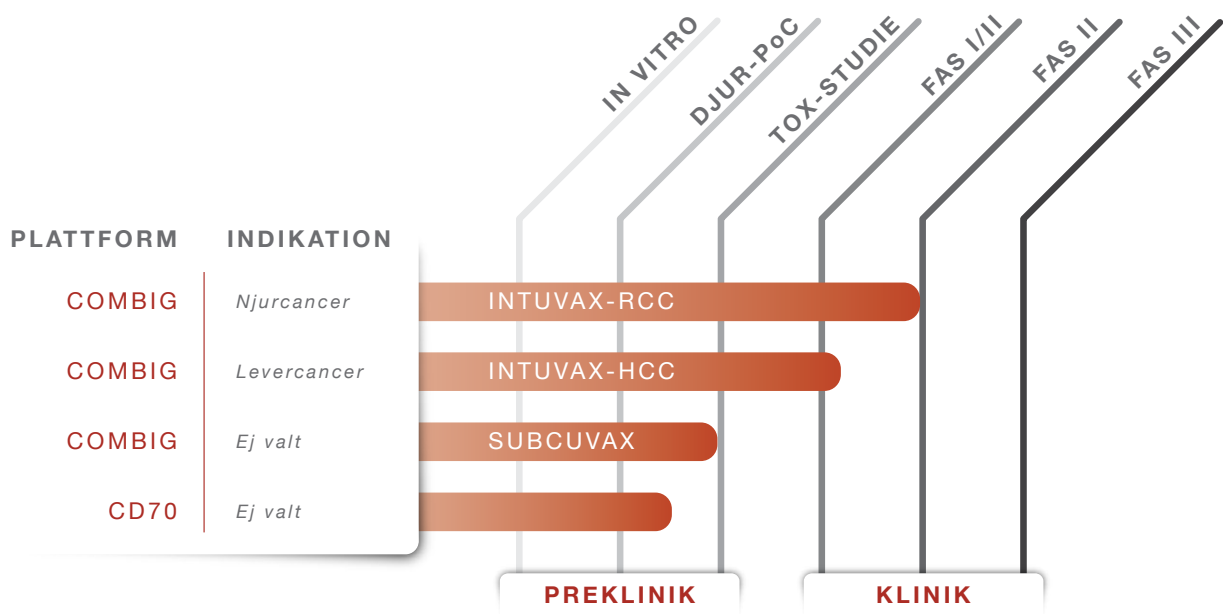 IN VITRO
DJUR-PoC
TOX-STUDIE
FAS I/II
FAS II
FAS III
PLATTFORM INDIKATION
COMBIG Njurcancer INTUVAX-RCC
COMBIG Levercancer INTUVAX-HCC
COMBIG Ej valt SUBCUVAX
CD70 Ej valt
PREKLINIK KLINIK